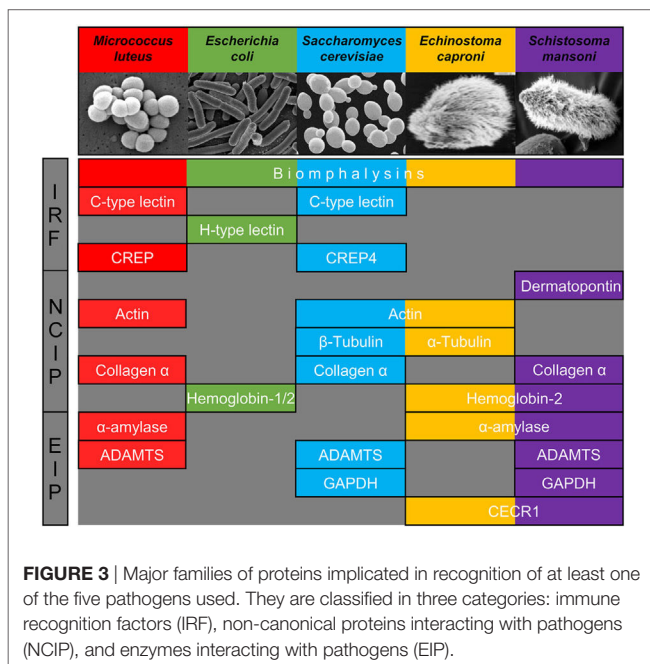 Micrococcus luteus
Escherichia coli
Saccharomyces cerevisiae
Echinostoma caproni
Schistosoma mansoni
IRF
Biomphalysins
C-type lectin
C-type lectin
H-type lectin
CREP
CREP4
NCIP
Dermatopontin
Actin
Actin
β-Tubulin
α-Tubulin
Collagen α
Collagen α
Collagen α
Hemoglobin-1/2
Hemoglobin-2
EIP
α-amylase
α-amylase
ADAMTS
ADAMTS
ADAMTS
GAPDH
GAPDH
CECR1
FIGURE 3 | Major families of proteins implicated in recognition of at least one
of the five pathogens used. They are classified in three categories: immune
recognition factors (IRF), non-canonical proteins interacting with pathogens
(NCIP), and enzymes interacting with pathogens (EIP).